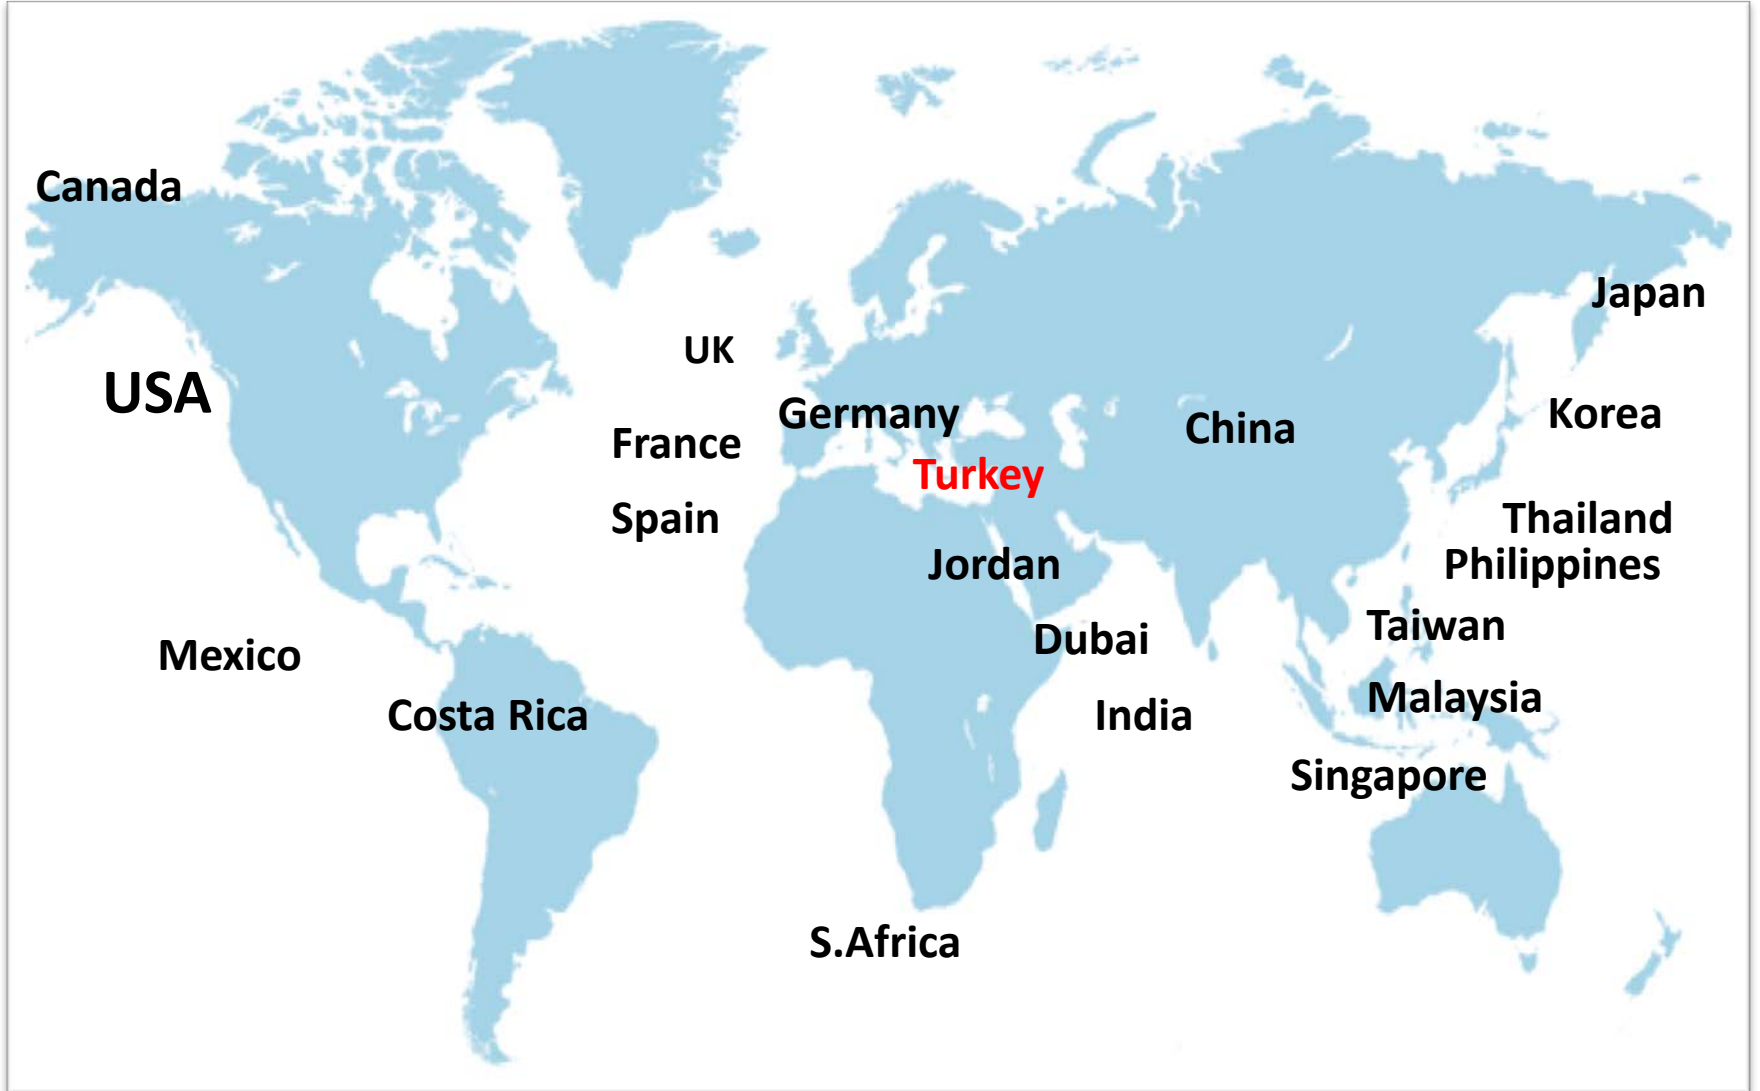 Canada
Japan
UK
USA
Germany
Korea
China
France
Turkey
Spain
Thailand
Jordan
Philippines
Taiwan
Dubai
Mexico
Malaysia
Costa Rica
India
Singapore
S.Africa